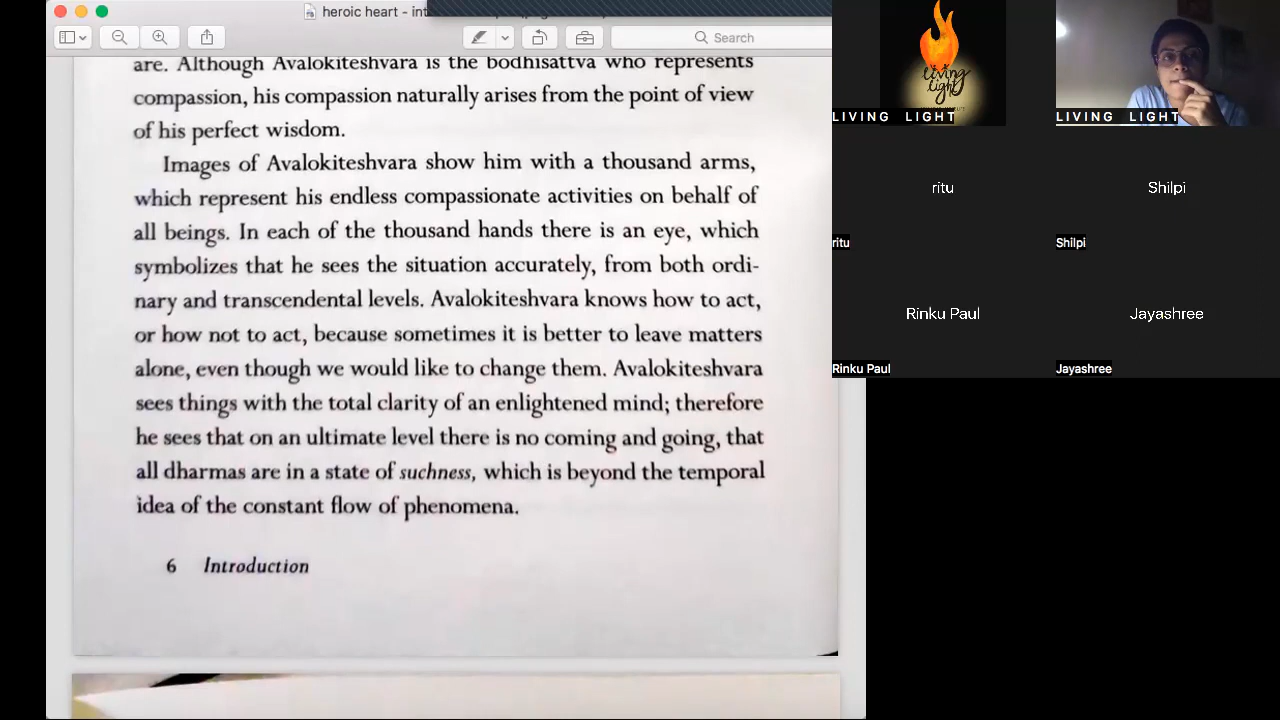 heroic heart - int
Search
are. Although Avalokiteshvara is the bodhisattva who represents
compassion, his compassion naturally arises from the point of view
of his perfect wisdom.
Images of Avalokiteshvara show him with a thousand arms,
which represent his endless compassionate activities on behalf of
all beings. In each of the thousand hands there is an eye, which
symbolizes that he sees the situation accurately, from both ordi-
nary and transcendental levels. Avalokiteshvara knows how to act,
or how not to act, because sometimes it is better to leave matters
alone, even though we would like to change them. Avalokiteshvara
sees things with the total clarity of an enlightened mind; therefore
he sees that on an ultimate level there is no coming and going, that
all dharmas are in a state of suchness, which is beyond the temporal
idea of the constant flow of phenomena.
6 Introduction
living
light
LIVING LIGHT
LIVING LIGHT
ritu
Shilpi
ritu
Shilpi
Rinku Paul
Jayashree
Rinku Paul
Jayashree